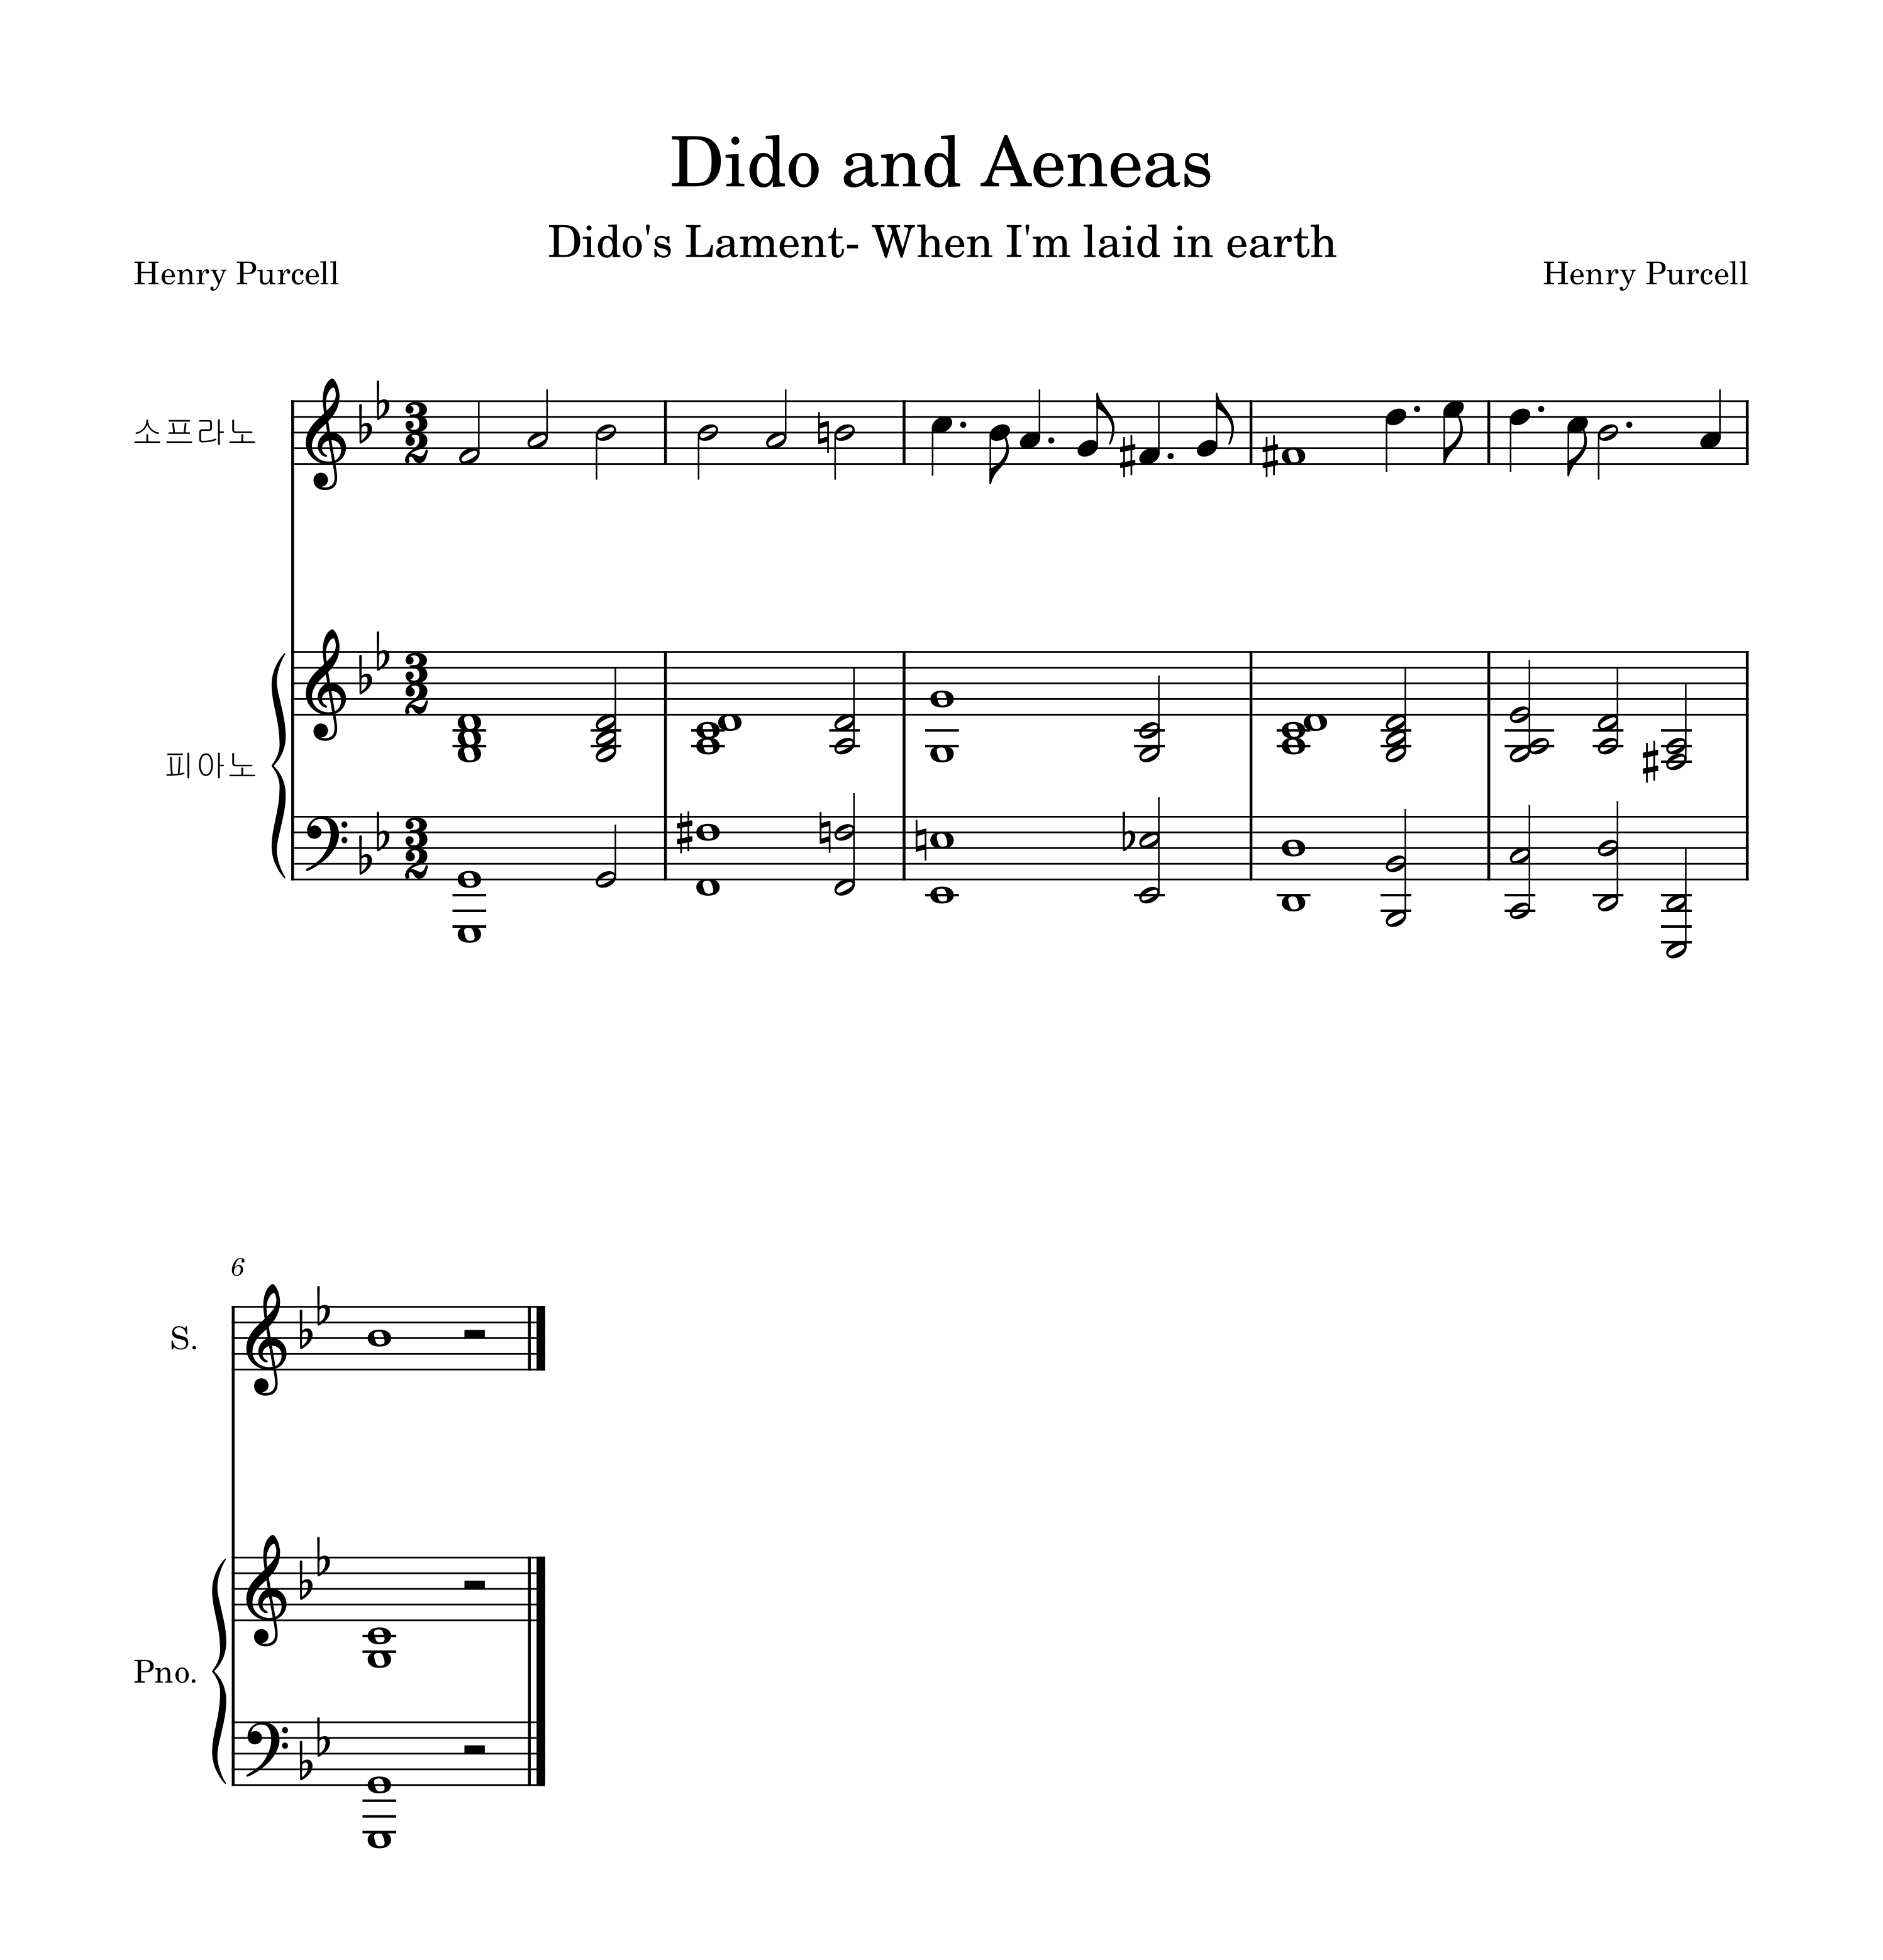 Dido and Aeneas
Dido's Lament- When I'm laid in earth
Henry Purcell
Henry Purcell
소프라노
피아노
6
S.
Pno.